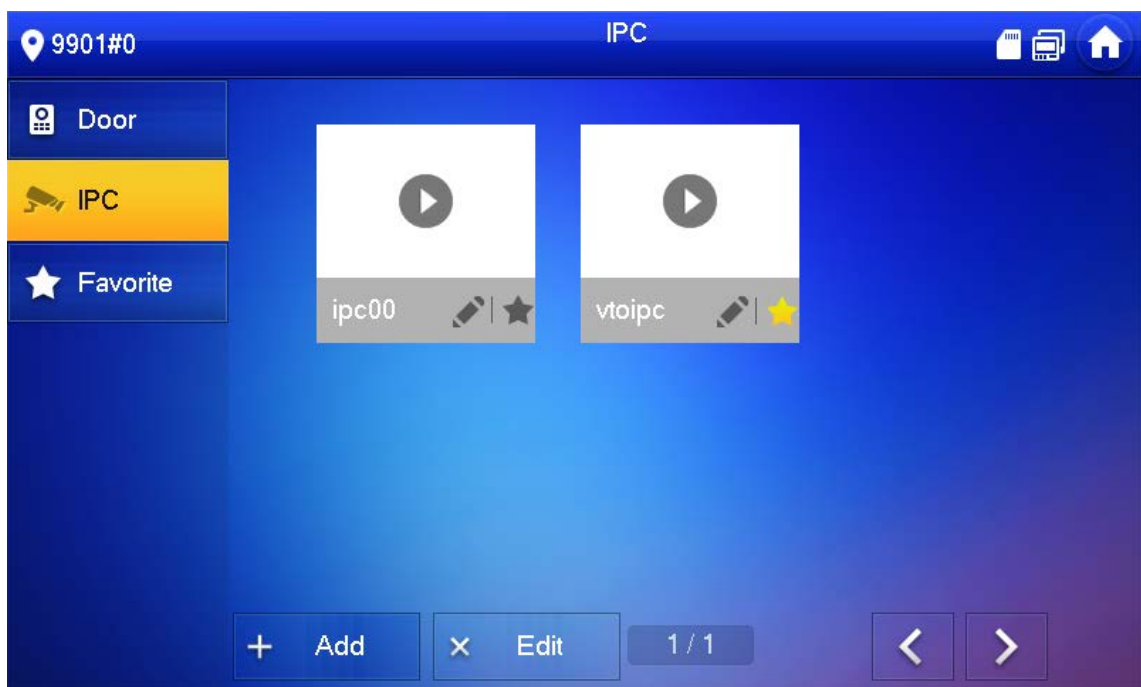 9901#0
IPC
Door
IPC
Favorite
ipc00
vtoipc
+ Add
× Edit
1/1